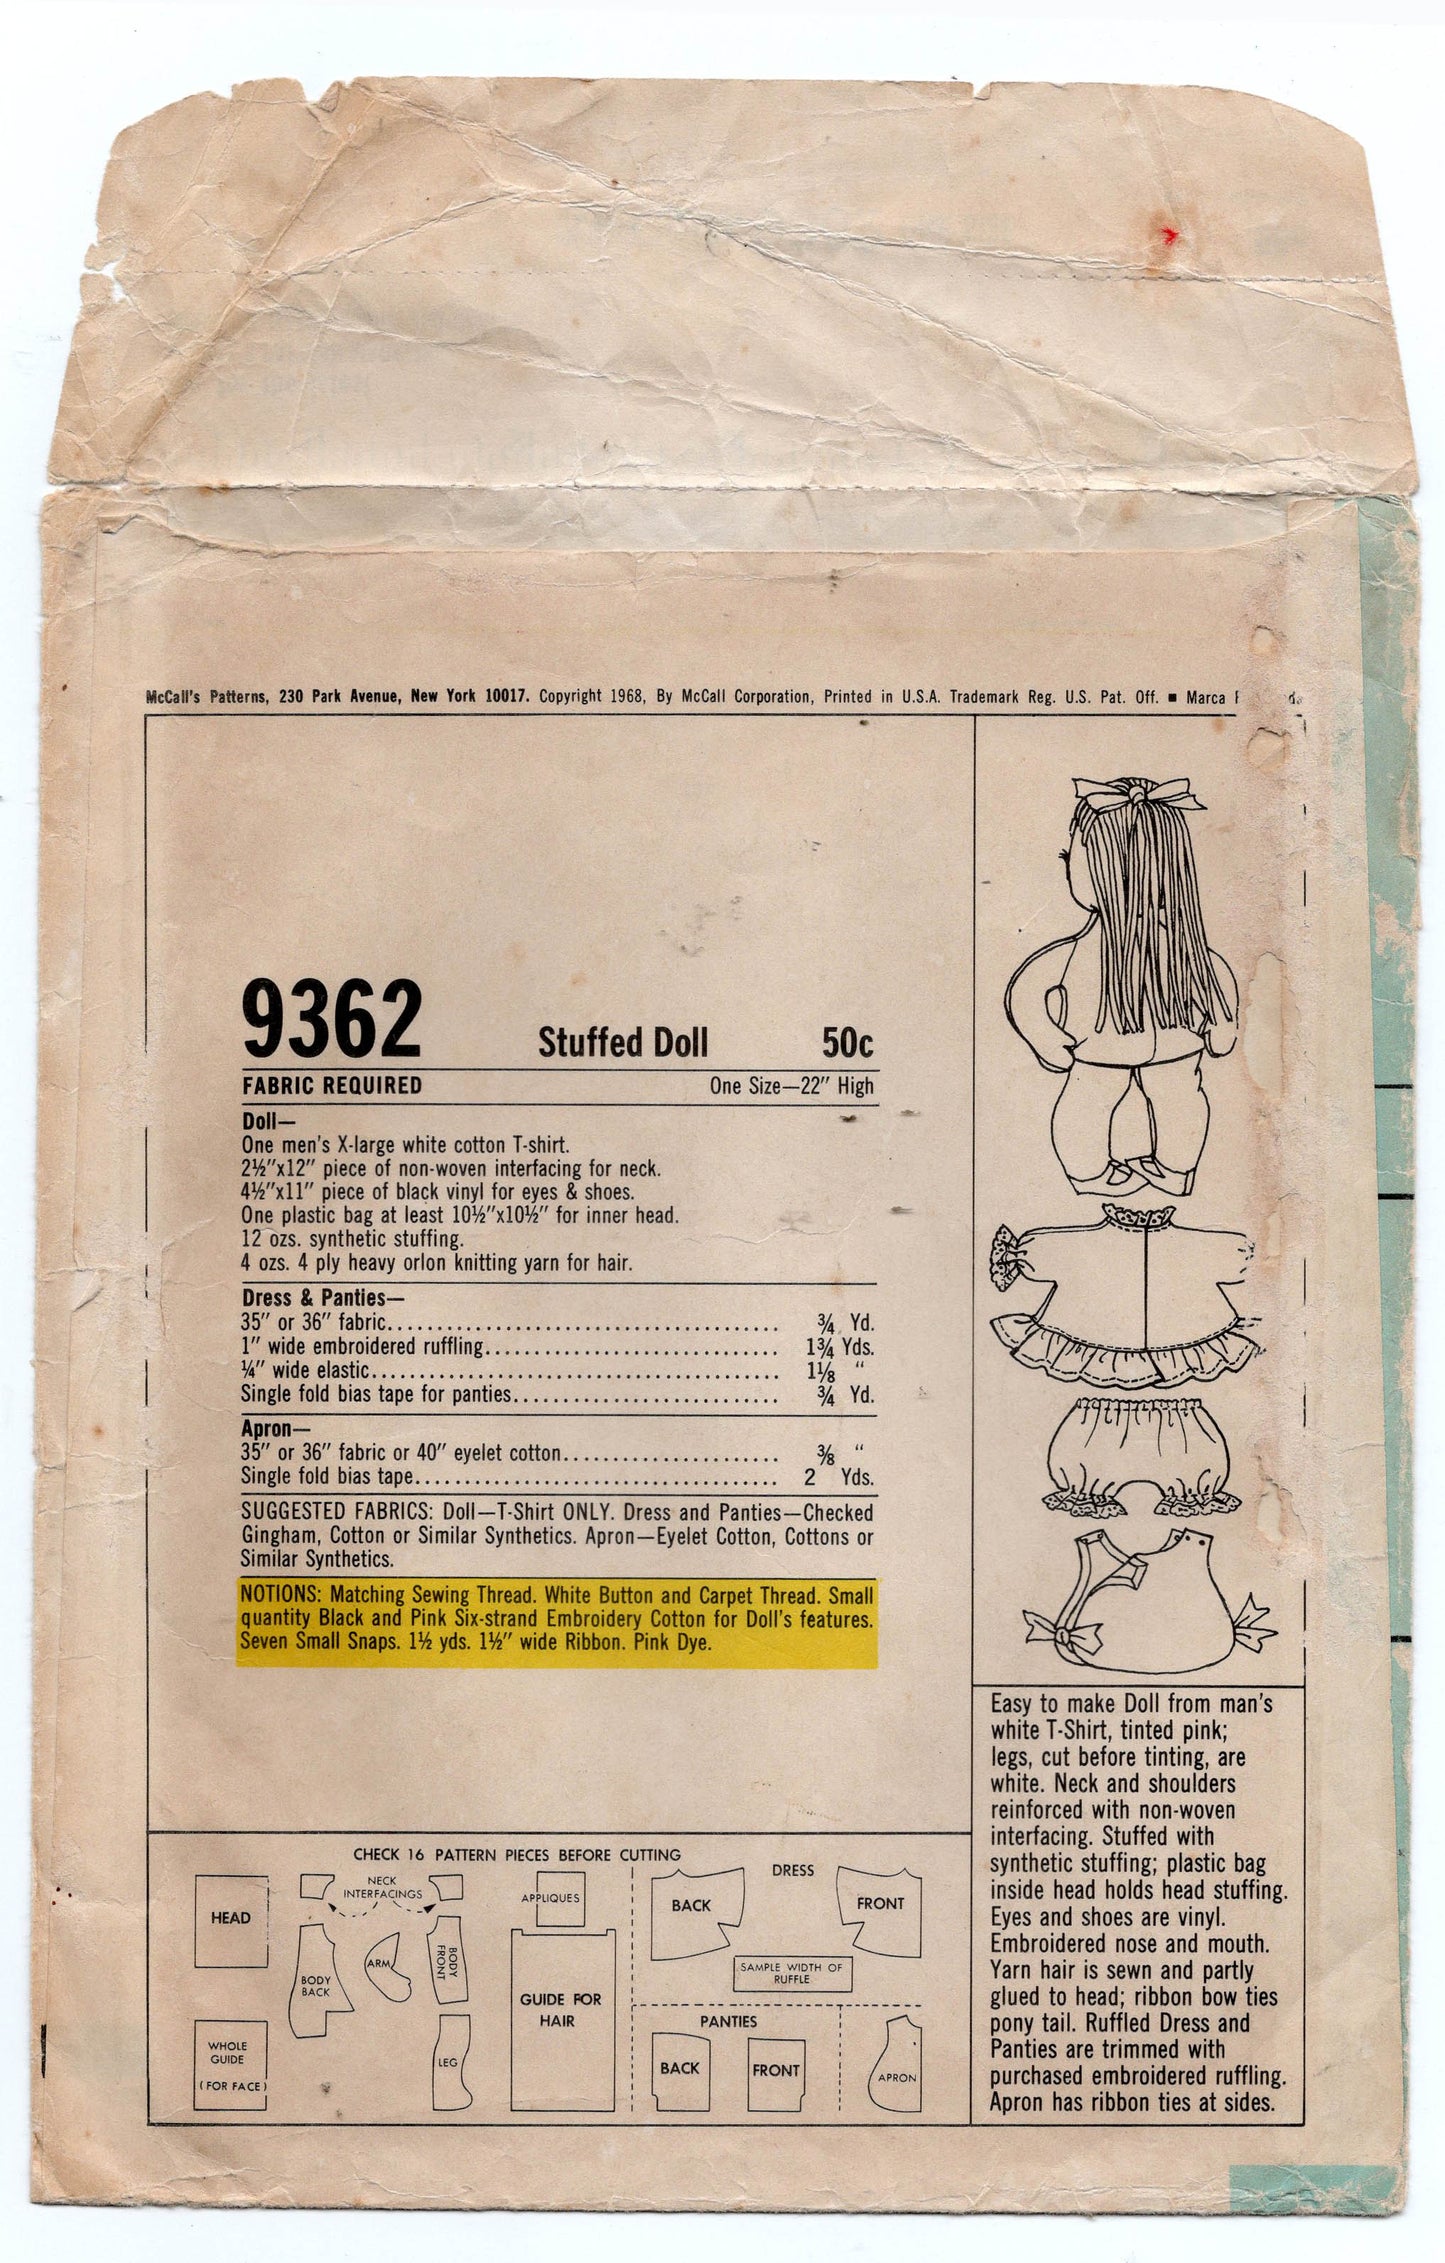 McCall's Patterns, 230 Park Avenue, New York 10017. Copyright 1968, By McCall Corporation, Printed in U.S.A. Trademark Reg. U.S. Pat. Off. ■ Marca
9362 Stuffed Doll 50c
FABRIC REQUIRED One Size—22" High
Doll—
One men's X-large white cotton T-shirt.
2½"x12" piece of non-woven interfacing for neck.
4½"x11" piece of black vinyl for eyes & shoes.
One plastic bag at least 10½"x10½" for inner head.
12 ozs. synthetic stuffing.
4 ozs. 4 ply heavy orlon knitting yarn for hair.
Dress & Panties—
35" or 36" fabric........................................ ¾ Yd.
1" wide embroidered ruffling.............................. 1¾ Yds.
¼" wide elastic.......................................... 1⅛ "
Single fold bias tape for panties........................... ¾ Yd.
Apron—
35" or 36" fabric or 40" eyelet cotton...................... ⅜ "
Single fold bias tape..................................... 2 Yds.
SUGGESTED FABRICS: Doll—T-Shirt ONLY. Dress and Panties—Checked
Gingham, Cotton or Similar Synthetics. Apron—Eyelet Cotton, Cottons or
Similar Synthetics.
NOTIONS: Matching Sewing Thread. White Button and Carpet Thread. Small
quantity Black and Pink Six-strand Embroidery Cotton for Doll's features.
Seven Small Snaps. 1½ yds. 1½" wide Ribbon. Pink Dye.
Easy to make Doll from man's
white T-Shirt, tinted pink;
legs, cut before tinting, are
white. Neck and shoulders
reinforced with non-woven
interfacing. Stuffed with
synthetic stuffing; plastic bag
inside head holds head stuffing.
Eyes and shoes are vinyl.
Embroidered nose and mouth.
Yarn hair is sewn and partly
glued to head; ribbon bow ties
pony tail. Ruffled Dress and
Panties are trimmed with
purchased embroidered ruffling.
Apron has ribbon ties at sides.
CHECK 16 PATTERN PIECES BEFORE CUTTING
HEAD
NECK
INTERFACINGS
BODY
BACK
ARM
BODY
FRONT
LEG
WHOLE
GUIDE
(FOR FACE)
APPLIQUES
GUIDE FOR
HAIR
DRESS
BACK
FRONT
SAMPLE WIDTH OF
RUFFLE
PANTIES
BACK
FRONT
APRON